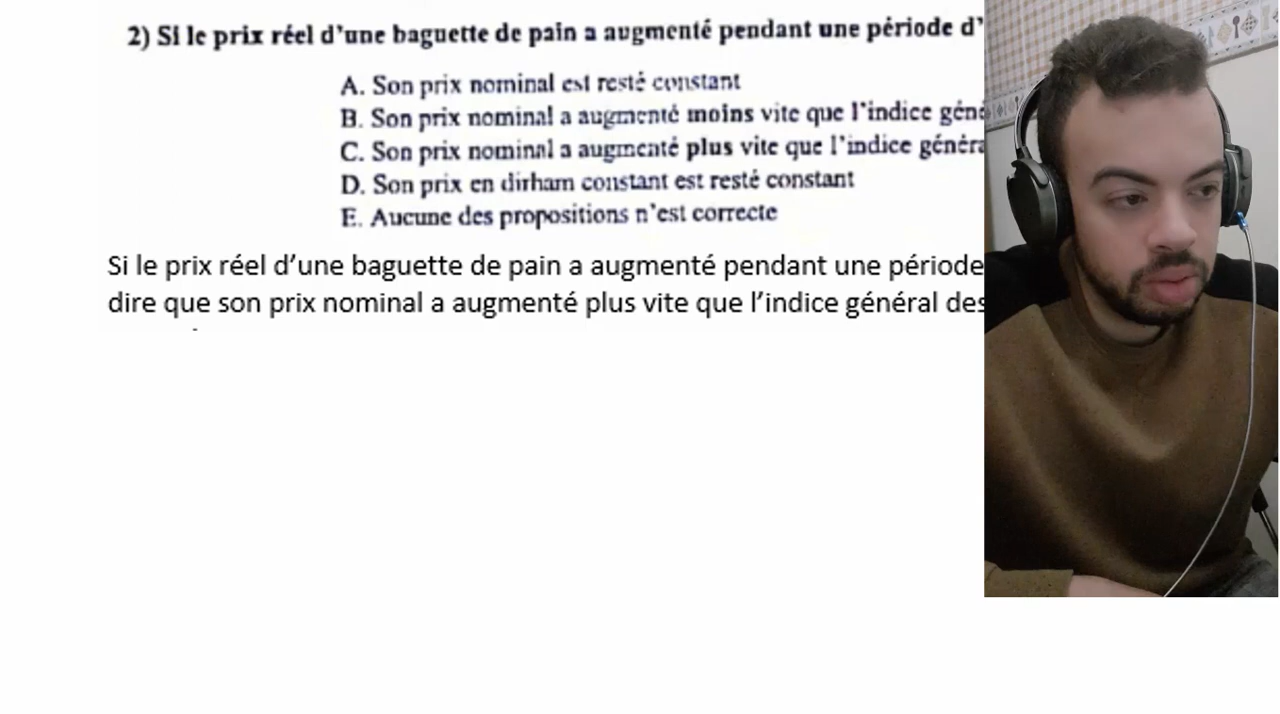 2) Si le prix réel d’une baguette de pain a augmenté pendant une période d’
A. Son prix nominal est resté constant
B. Son prix nominal a augmenté moins vite que l’indice
C. Son prix nominal a augmenté plus vite que l’indice
D. Son prix en dirham constant est resté constant
E. Aucune des propositions n’est correcte
Si le prix réel d’une baguette de pain a augmenté pendant une période
dire que son prix nominal a augmenté plus vite que l’indice général des